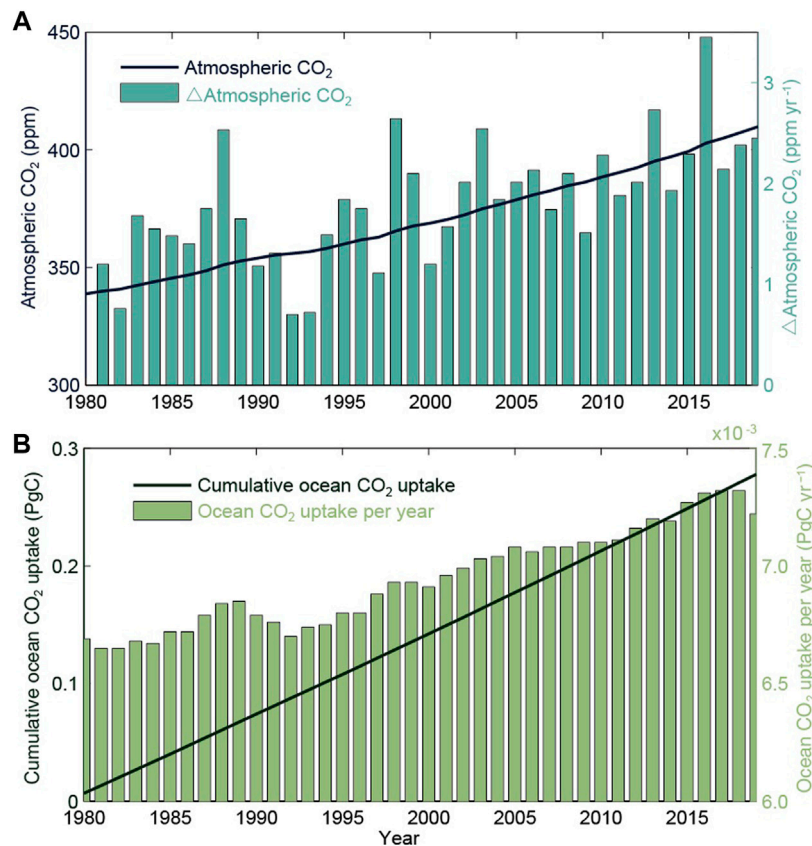 A
450
400
350
300
Atmospheric CO₂ (ppm)
Atmospheric CO₂
△Atmospheric CO₂
3
2
1
0
△Atmospheric CO₂ (ppm yr⁻¹)
1980 1985 1990 1995 2000 2005 2010 2015
B
0.3
0.2
0.1
0
Cumulative ocean CO₂ uptake (PgC)
Cumulative ocean CO₂ uptake
Ocean CO₂ uptake per year
x10⁻³
7.5
7.0
6.5
6.0
Ocean CO₂ uptake per year (PgC yr⁻¹)
1980 1985 1990 1995 2000 2005 2010 2015
Year